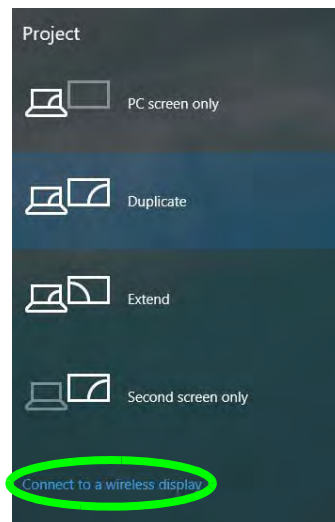 Project
PC screen only
Duplicate
Extend
Second screen only
Connect to a wireless display